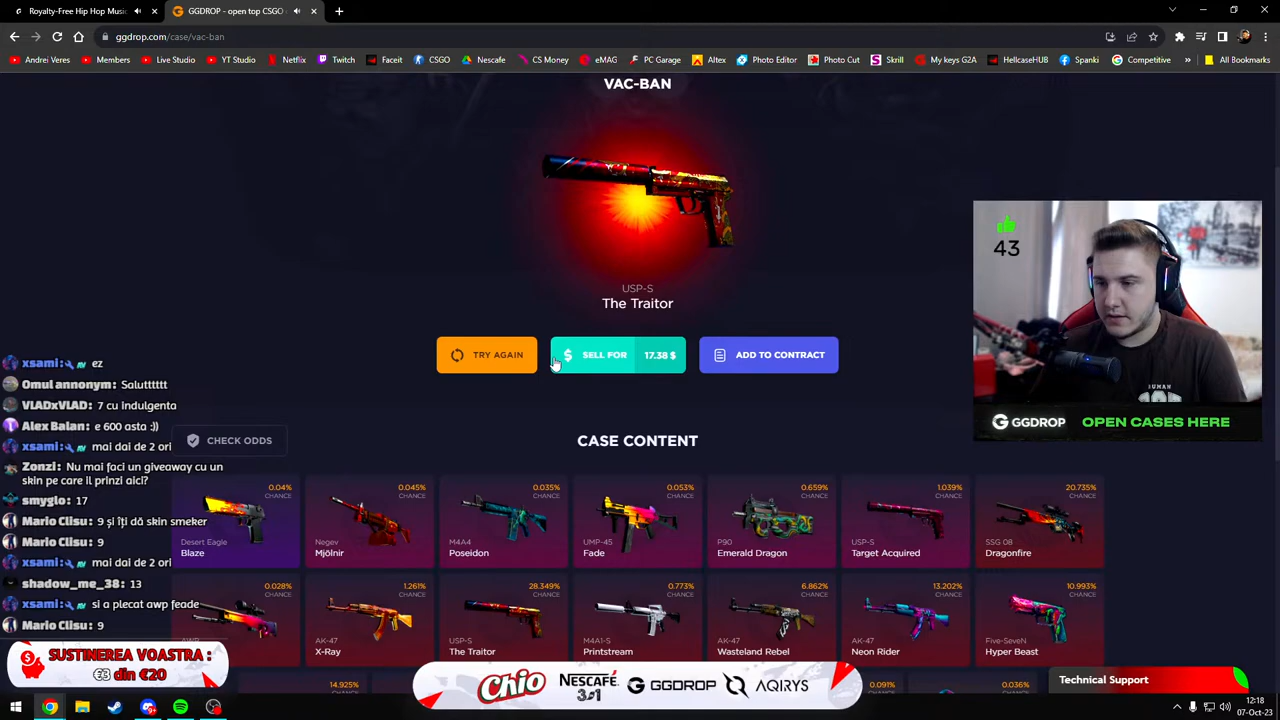 Royalty-Free Hip Hop Music
GGDROP - open top CSGO
ggdrop.com/case/vac-ban
Andrei Veres
Members
Live Studio
YT Studio
Netflix
Twitch
Faceit
CSGO
Nescafe
CS Money
eMAG
PC Garage
Altex
Photo Editor
Photo Cut
Skrill
My keys G2A
HellcaseHUB
Spanki
Competitive
»
All Bookmarks
VAC-BAN
USP-S
The Traitor
TRY AGAIN
$ SELL FOR 17.38 $
ADD TO CONTRACT
43
HUMAN
GGDROP OPEN CASES HERE
xsami: ez
Omul annonym: Saluttttt
VLADxVLAD: 7 cu indulgenta
Alex Balan: e 600 asta :))
xsami: mai dai de 2 ori
Zonzi: Nu mai faci un giveaway cu un
skin pe care il prinzi aici?
smyglo: 17
Mario Clisu: 9 și îți dă skin smeker
Mario Clisu: 9
xsami: mai dai de 2 ori
shadow_me_38: 13
xsami: si a plecat awp feade
Mario Clisu: 9
CHECK ODDS
CASE CONTENT
0.04%
CHANCE
Desert Eagle
Blaze
0.045%
CHANCE
Negev
Mjölnir
0.035%
CHANCE
M4A4
Poseidon
0.053%
CHANCE
UMP-45
Fade
0.659%
CHANCE
P90
Emerald Dragon
1.039%
CHANCE
USP-S
Target Acquired
20.735%
CHANCE
SSG 08
Dragonfire
0.028%
CHANCE
AWP
1.261%
CHANCE
AK-47
X-Ray
28.349%
CHANCE
USP-S
The Traitor
0.773%
CHANCE
M4A1-S
Printstream
6.862%
CHANCE
AK-47
Wasteland Rebel
13.202%
CHANCE
AK-47
Neon Rider
10.993%
CHANCE
Five-SeveN
Hyper Beast
14.925%
0.091%
0.036%
SUSTINEREA VOASTRA :
€3 din €20
Chio
NESCAFÉ
3in1
GGDROP
AQIRYS
Technical Support
12:18
07-Oct-23